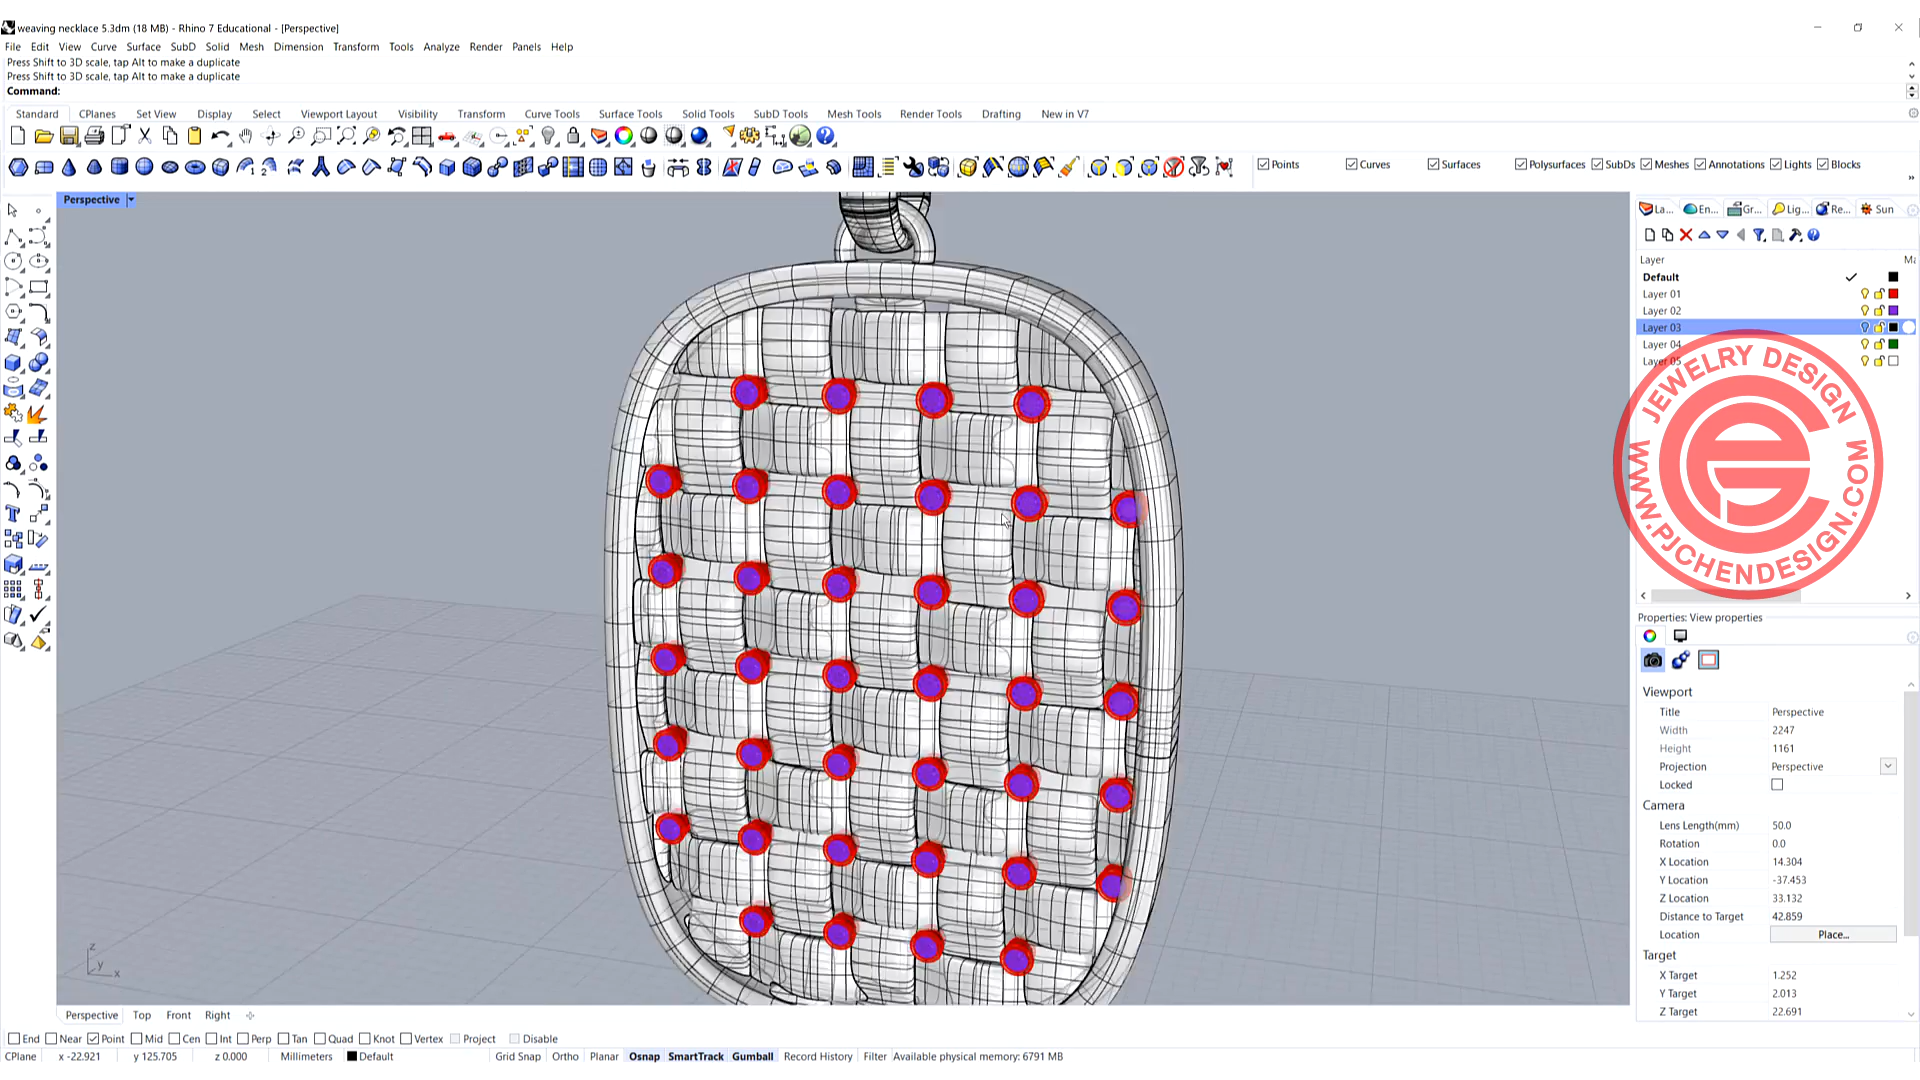 weaving necklace 5.3dm (18 MB) - Rhino 7 Educational - [Perspective]
File Edit View Curve Surface SubD Solid Mesh Dimension Transform Tools Analyze Render Panels Help
Press Shift to 3D scale, tap Alt to make a duplicate
Press Shift to 3D scale, tap Alt to make a duplicate
Command:
Standard CPlanes Set View Display Select Viewport Layout Visibility Transform Curve Tools Surface Tools Solid Tools SubD Tools Mesh Tools Render Tools Drafting New in V7
Points Curves Surfaces Polysurfaces SubDs Meshes Annotations Lights Blocks
Perspective
La... En... Gr... Lig... Re... Sun
Layer Ma
Default
Layer 01
Layer 02
Layer 03
Layer 04
Layer 05
JEWELRY DESIGN
WWW.PJCHENDESIGN.COM
Properties: View properties
Viewport
Title Perspective
Width 2247
Height 1161
Projection Perspective
Locked
Camera
Lens Length(mm) 50.0
Rotation 0.0
X Location 14.304
Y Location -37.453
Z Location 33.132
Distance to Target 42.859
Location Place...
Target
X Target 1.252
Y Target 2.013
Z Target 22.691
z
y
x
Perspective Top Front Right
End Near Point Mid Cen Int Perp Tan Quad Knot Vertex Project Disable
CPlane x -22.921 y 125.705 z 0.000 Millimeters Default Grid Snap Ortho Planar Osnap SmartTrack Gumball Record History Filter Available physical memory: 6791 MB